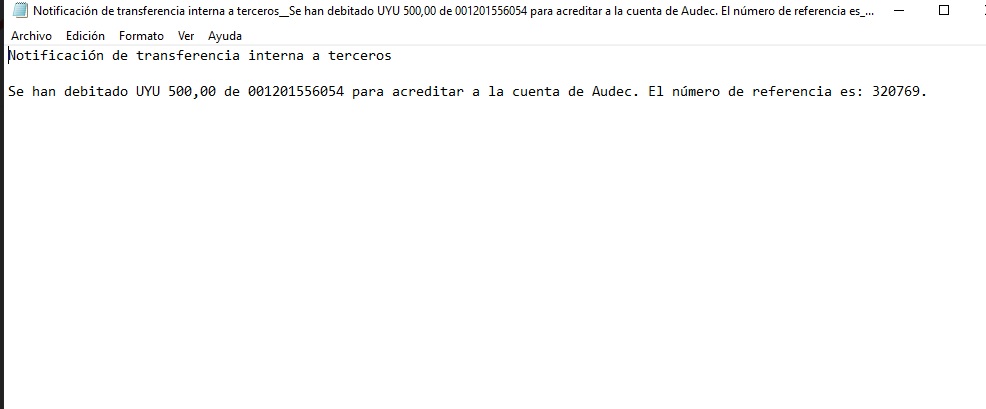 Notificación de transferencia interna a terceros__Se han debitado UYU 500,00 de 001201556054 para acreditar a la cuenta de Audec. El número de referencia es_...
Archivo Edición Formato Ver Ayuda
Notificación de transferencia interna a terceros
Se han debitado UYU 500,00 de 001201556054 para acreditar a la cuenta de Audec. El número de referencia es: 320769.